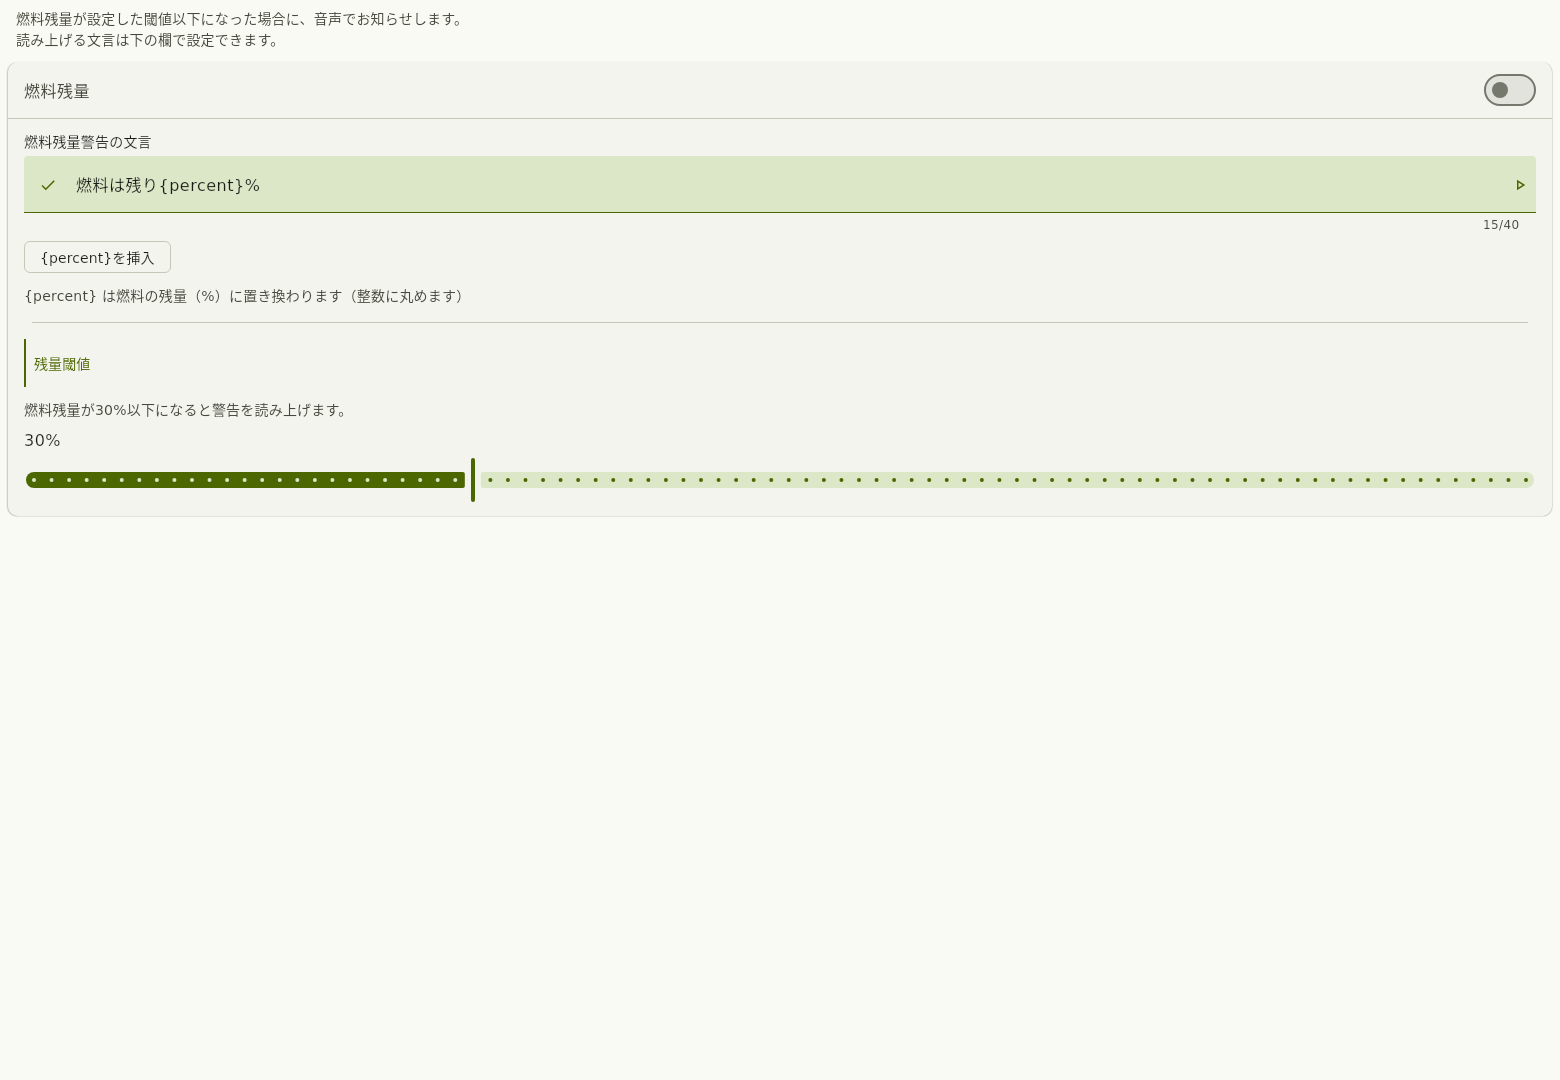 燃料残量が設定した閾値以下になった場合に、音声でお知らせします。
読み上げる文言は下の欄で設定できます。
燃料残量
燃料残量警告の文言
燃料は残り{percent}%
15/40
{percent}を挿入
{percent} は燃料の残量（%）に置き換わります（整数に丸めます）
残量閾値
燃料残量が30%以下になると警告を読み上げます。
30%